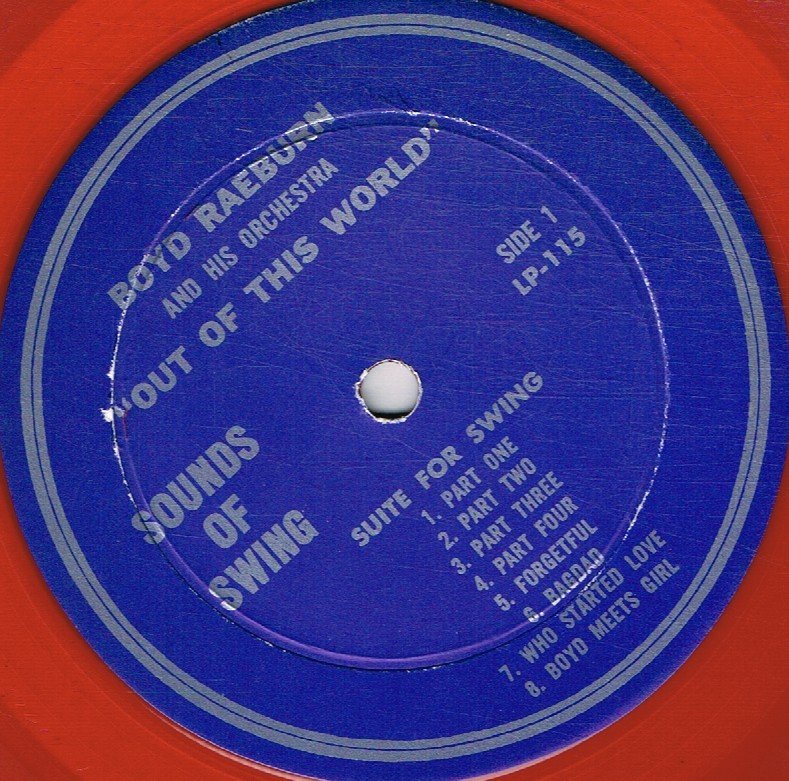 BOYD RAEBURN
AND HIS ORCHESTRA
"OUT OF THIS WORLD"
SIDE 1
LP-115
SOUNDS
OF
SWING
SUITE FOR SWING
1. PART ONE
2. PART TWO
3. PART THREE
4. PART FOUR
5. FORGETFUL
6. BAGDAD
7. WHO STARTED LOVE
8. BOYD MEETS GIRL